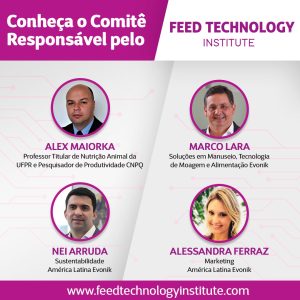 Conheça o Comitê
Responsável pelo
FEED TECHNOLOGY
INSTITUTE
ALEX MAIORKA
Professor Titular de Nutrição Animal da
UFPR e Pesquisador de Produtividade CNPQ
MARCO LARA
Soluções em Manuseio, Tecnologia
de Moagem e Alimentação Evonik
NEI ARRUDA
Sustentabilidade
América Latina Evonik
ALESSANDRA FERRAZ
Marketing
América Latina Evonik
www.feedtechnologyinstitute.com